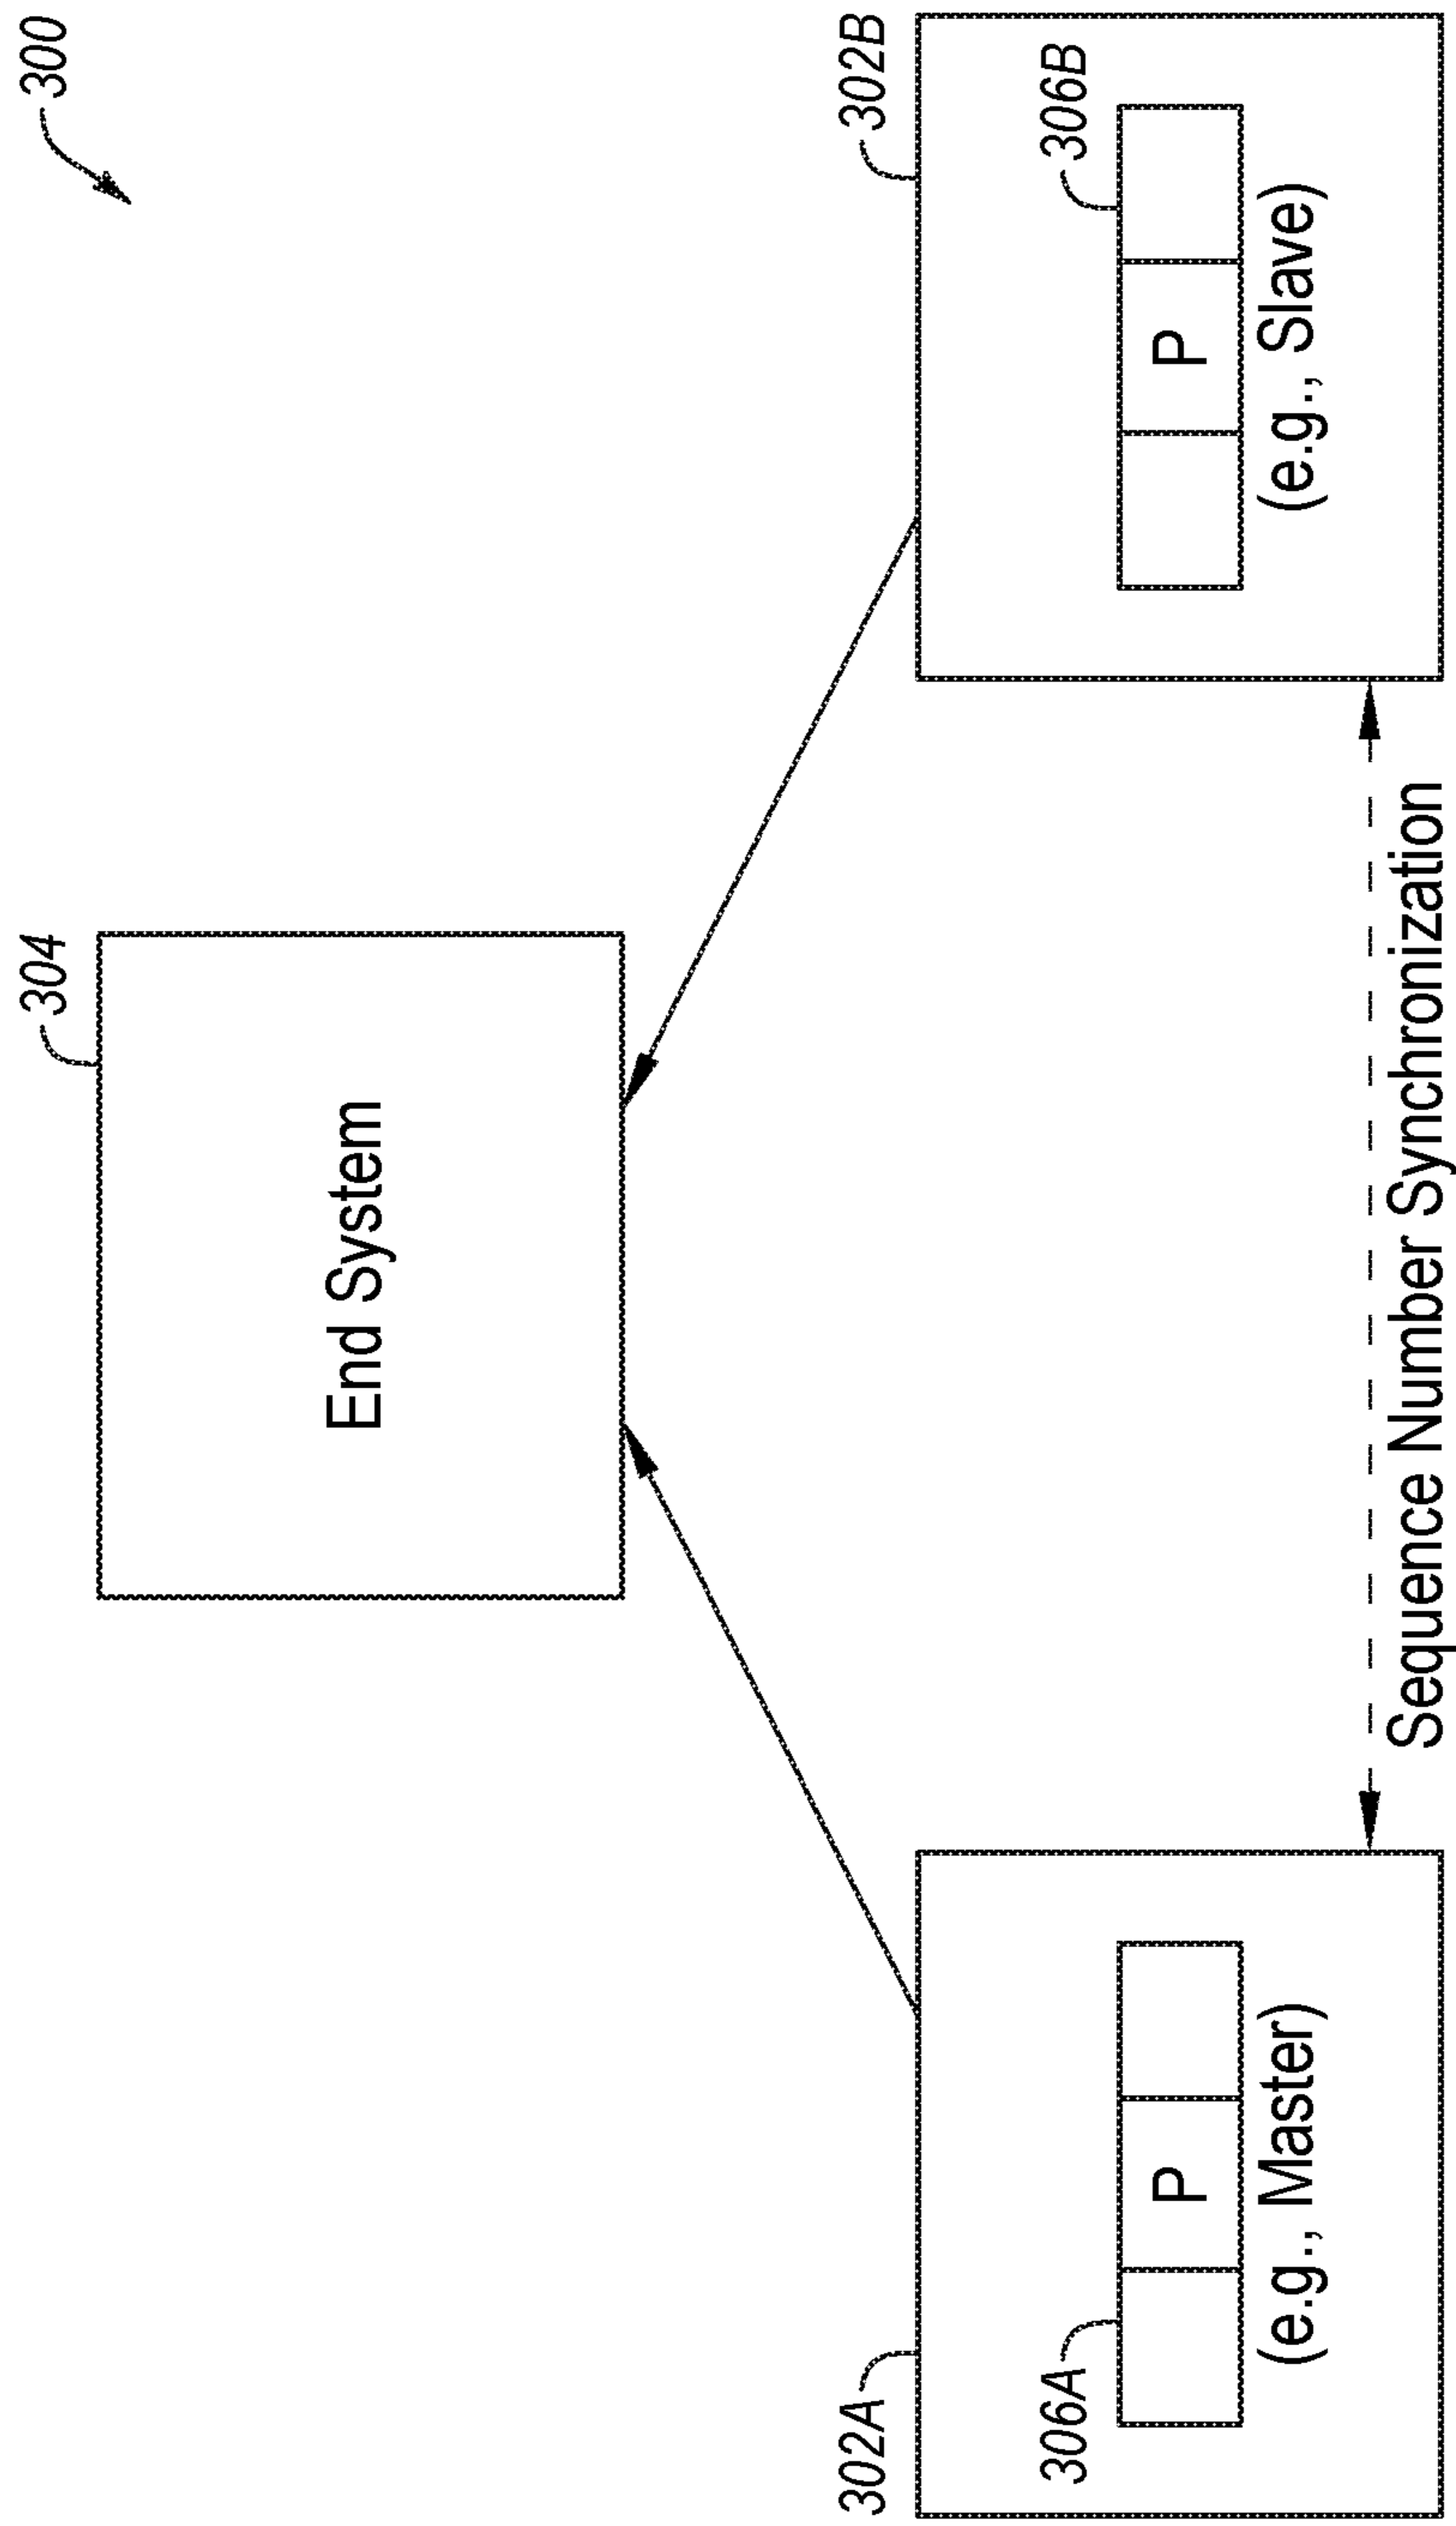 300
304
End System
302A
302B
306A
306B
P
P
(e.g., Master)
(e.g., Slave)
Sequence Number Synchronization